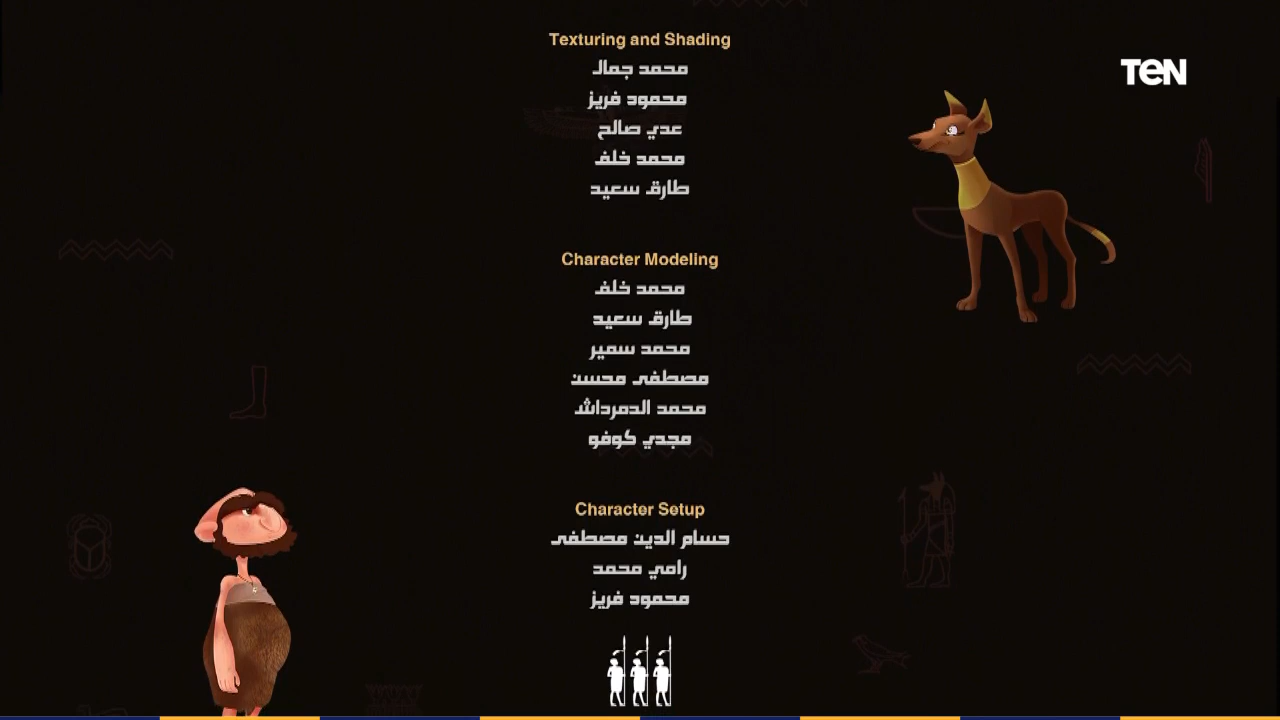 Texturing and Shading
محمد جمال
محمود فريز
عدي صالح
محمد خلف
طارق سعيد
Character Modeling
محمد خلف
طارق سعيد
محمد سمير
مصطفى محسن
محمد الدمرداش
مجدي كوفو
Character Setup
حسام الدين مصطفى
رامي محمد
محمود فريز
TeN